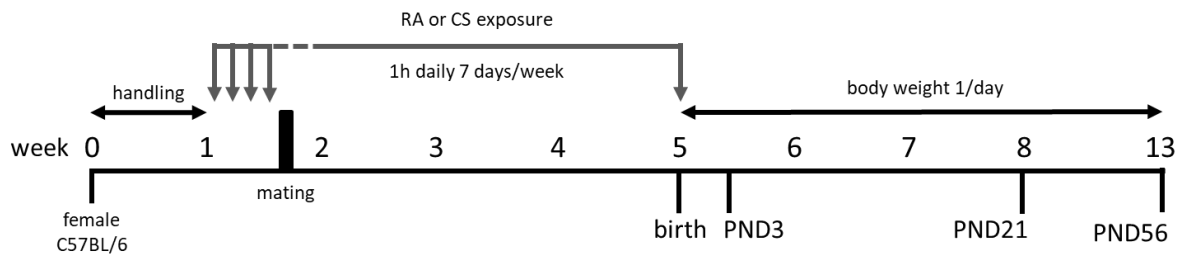 RA or CS exposure
1h daily 7 days/week
handling
body weight 1/day
week 0 1 2 3 4 5 6 7 8 13
mating
female
C57BL/6
birth PND3 PND21 PND56